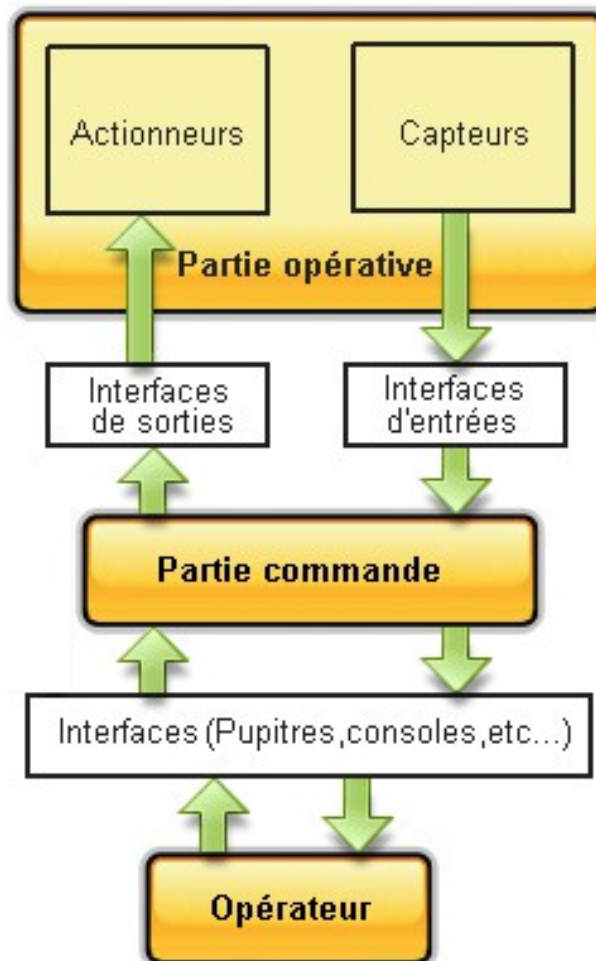 Actionneurs
Capteurs
Partie opérative
Interfaces
de sorties
Interfaces
d'entrées
Partie commande
Interfaces (Pupitres,consoles,etc...)
Opérateur